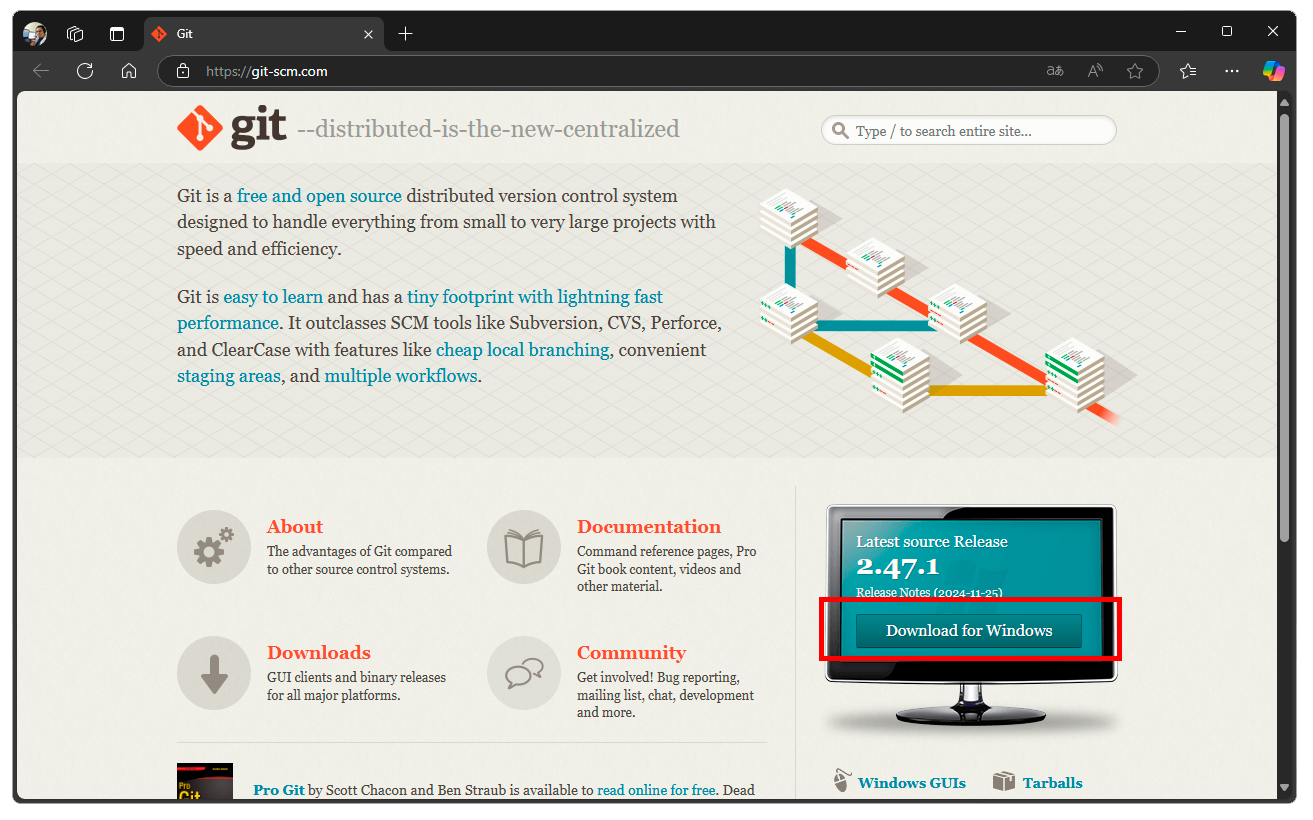 Git
https://git-scm.com
git --distributed-is-the-new-centralized
Type / to search entire site...
Git is a free and open source distributed version control system
designed to handle everything from small to very large projects with
speed and efficiency.
Git is easy to learn and has a tiny footprint with lightning fast
performance. It outclasses SCM tools like Subversion, CVS, Perforce,
and ClearCase with features like cheap local branching, convenient
staging areas, and multiple workflows.
About
The advantages of Git compared
to other source control systems.
Documentation
Command reference pages, Pro
Git book content, videos and
other material.
Downloads
GUI clients and binary releases
for all major platforms.
Community
Get involved! Bug reporting,
mailing list, chat, development
and more.
Latest source Release
2.47.1
Release Notes (2024-11-25)
Download for Windows
Windows GUIs
Tarballs
Pro
Git
Pro Git by Scott Chacon and Ben Straub is available to read online for free. Dead